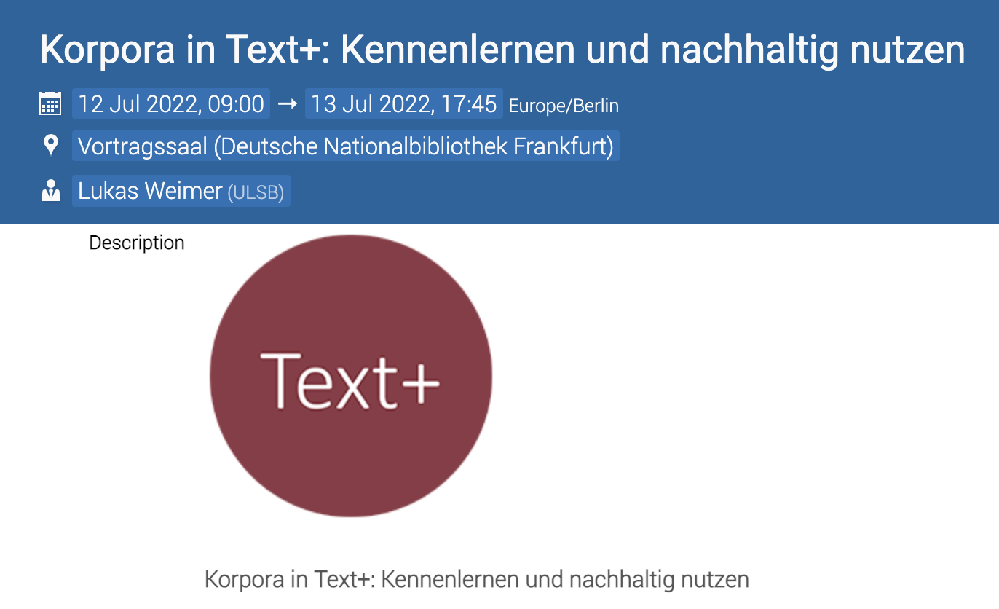 Korpora in Text+: Kennenlernen und nachhaltig nutzen
12 Jul 2022, 09:00 → 13 Jul 2022, 17:45 Europe/Berlin
Vortragssaal (Deutsche Nationalbibliothek Frankfurt)
Lukas Weimer (ULSB)
Description
Text+
Korpora in Text+: Kennenlernen und nachhaltig nutzen